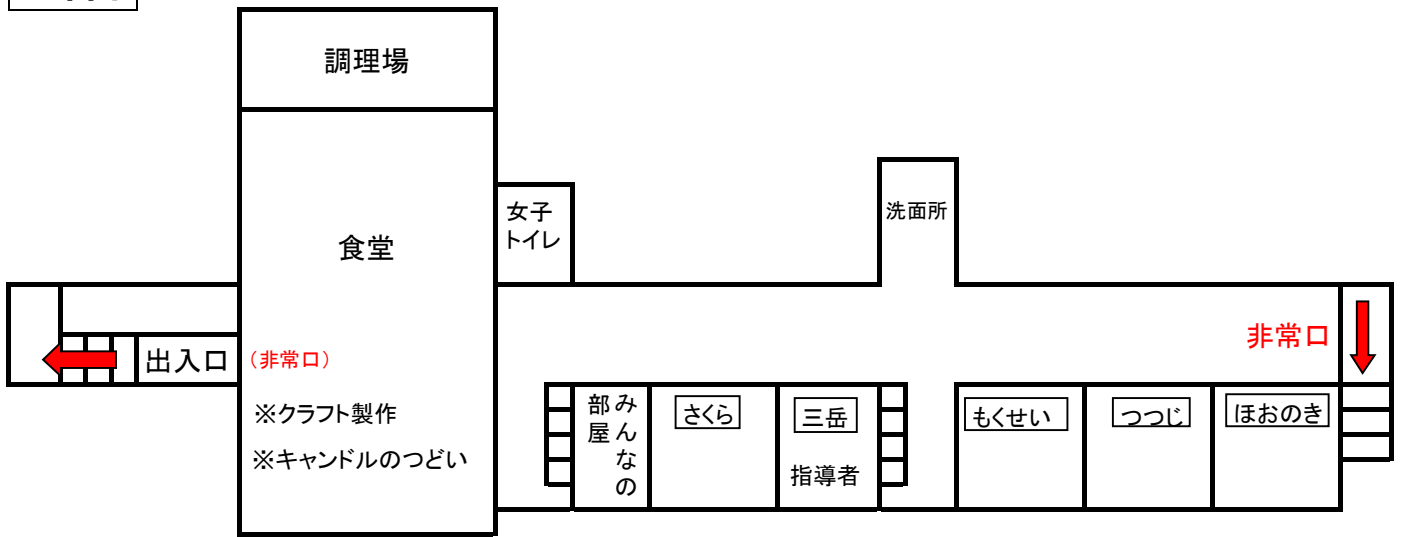 調理場
食堂
女子
トイレ
洗面所
出入口
（非常口）
非常口
※クラフト製作
※キャンドルのつどい
みんなの
部屋
さくら
三岳
指導者
もくせい
つつじ
ほおのき